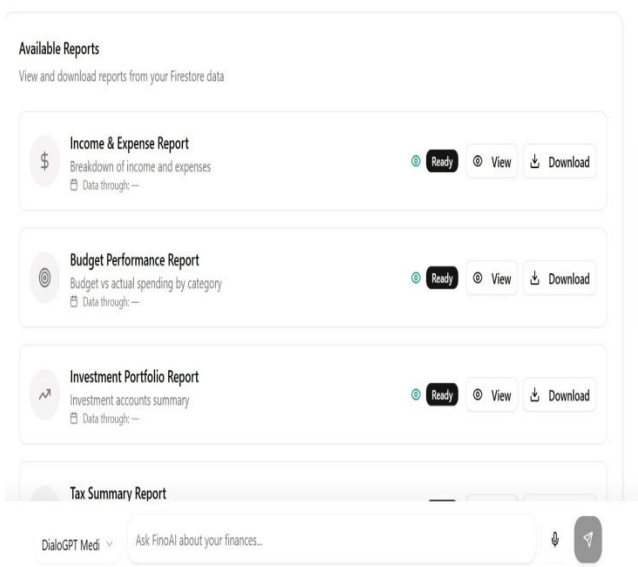 Available Reports
View and download reports from your Firestore data
Income & Expense Report
Breakdown of income and expenses
Data through: —
Ready
View
Download
Budget Performance Report
Budget vs actual spending by category
Data through: —
Ready
View
Download
Investment Portfolio Report
Investment accounts summary
Data through: —
Ready
View
Download
Tax Summary Report
DialoGPT Medi
Ask FinoAI about your finances...